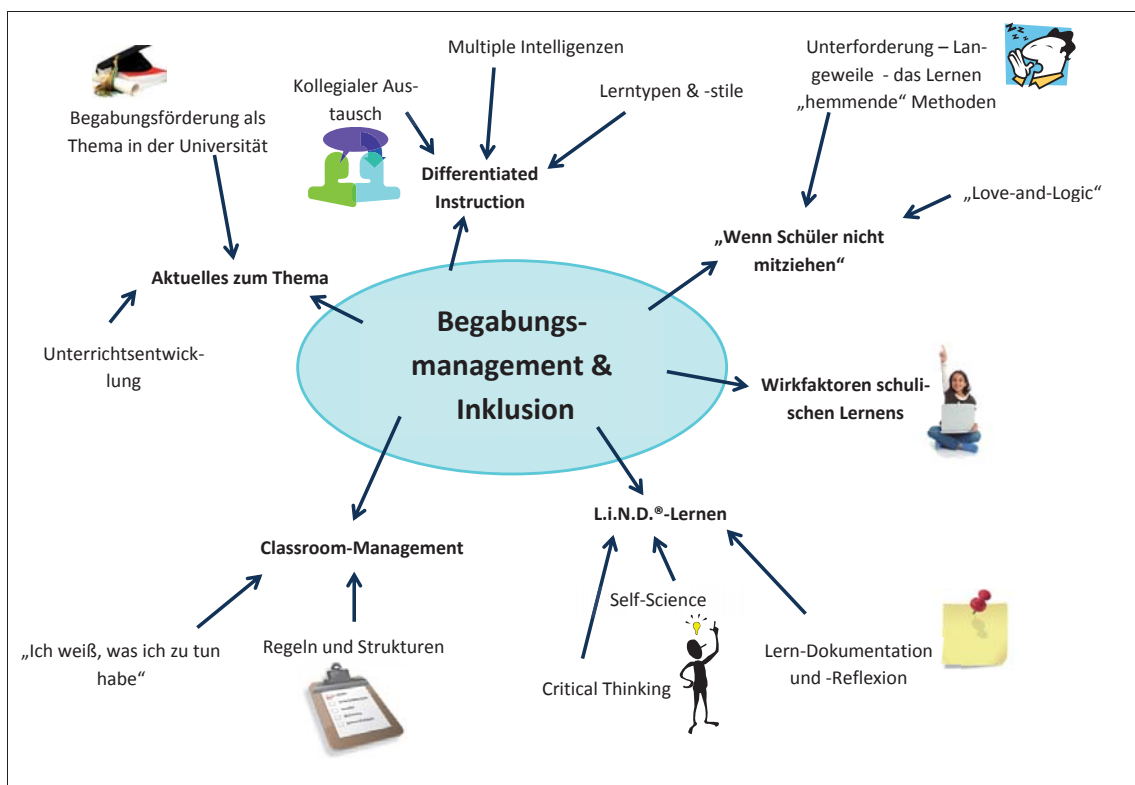 Multiple Intelligenzen
Unterforderung – Lan-
geweile - das Lernen
„hemmende“ Methoden
Kollegialer Aus-
tausch
Lerntypen & -stile
Begabungsförderung als
Thema in der Universität
Differentiated
Instruction
„Love-and-Logic“
„Wenn Schüler nicht
mitziehen“
Aktuelles zum Thema
Unterrichtsentwick-
lung
Begabungs-
management &
Inklusion
Wirkfaktoren schuli-
schen Lernens
L.i.N.D.®-Lernen
Classroom-Management
Self-Science
„Ich weiß, was ich zu tun
habe“
Regeln und Strukturen
Critical Thinking
Lern-Dokumentation
und -Reflexion